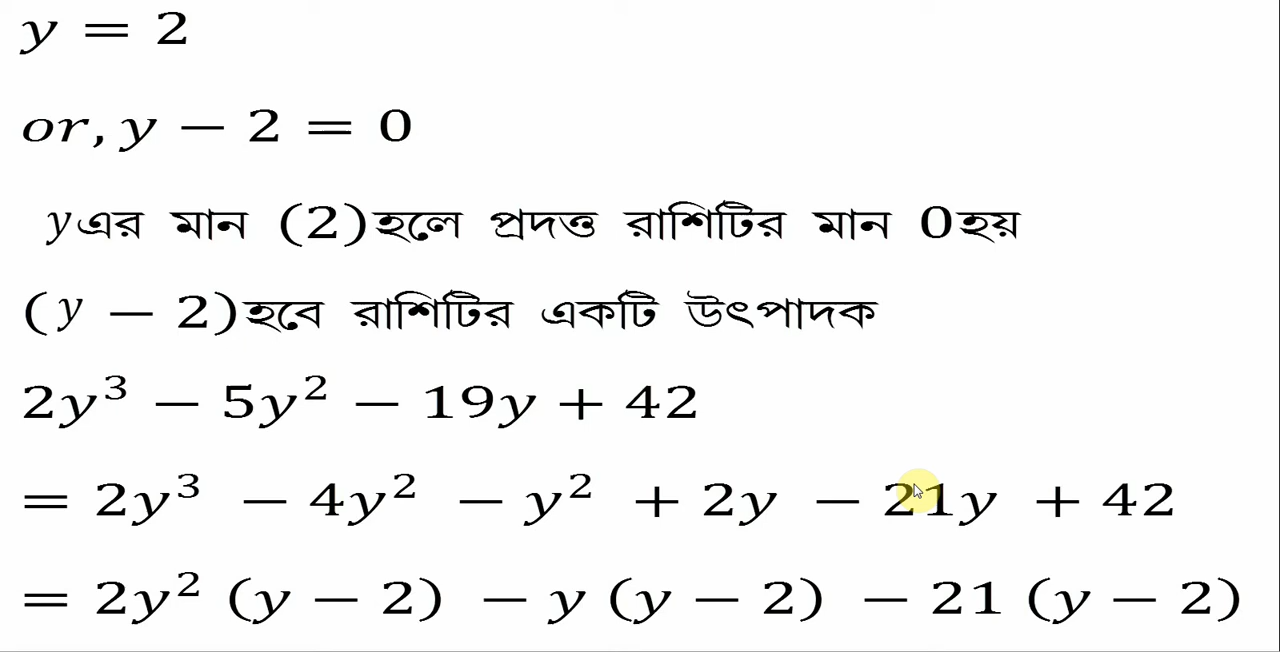 y = 2
or, y − 2 = 0
yএর মান (2)হলে প্রদত্ত রাশিটির মান 0হয়
(y − 2)হবে রাশিটির একটি উৎপাদক
2y³ − 5y² − 19y + 42
= 2y³ − 4y² − y² + 2y − 21y + 42
= 2y² (y − 2) − y (y − 2) − 21 (y − 2)